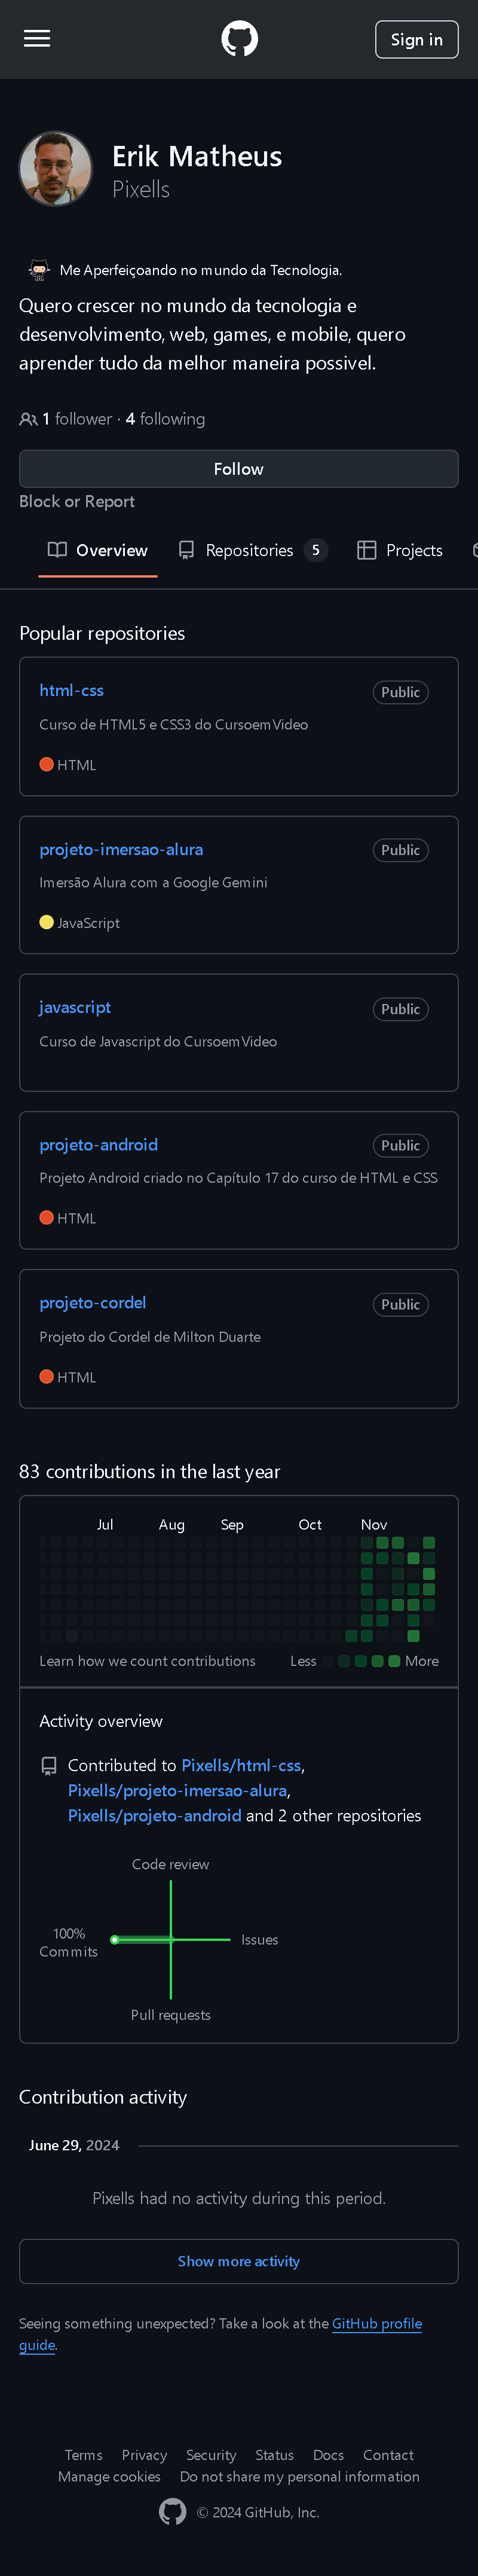 Sign in
Erik Matheus
Pixells
Me Aperfeiçoando no mundo da Tecnologia.
Quero crescer no mundo da tecnologia e
desenvolvimento, web, games, e mobile, quero
aprender tudo da melhor maneira possivel.
1 follower · 4 following
Follow
Block or Report
Overview Repositories 5 Projects
Popular repositories
html-css Public
Curso de HTML5 e CSS3 do CursoemVideo
HTML
projeto-imersao-alura Public
Imersão Alura com a Google Gemini
JavaScript
javascript Public
Curso de Javascript do CursoemVideo
projeto-android Public
Projeto Android criado no Capítulo 17 do curso de HTML e CSS
HTML
projeto-cordel Public
Projeto do Cordel de Milton Duarte
HTML
83 contributions in the last year
Jul Aug Sep Oct Nov
Learn how we count contributions Less More
Activity overview
Contributed to Pixells/html-css,
Pixells/projeto-imersao-alura,
Pixells/projeto-android and 2 other repositories
Code review
100%
Commits
Issues
Pull requests
Contribution activity
June 29, 2024
Pixells had no activity during this period.
Show more activity
Seeing something unexpected? Take a look at the GitHub profile
guide.
Terms Privacy Security Status Docs Contact
Manage cookies Do not share my personal information
© 2024 GitHub, Inc.